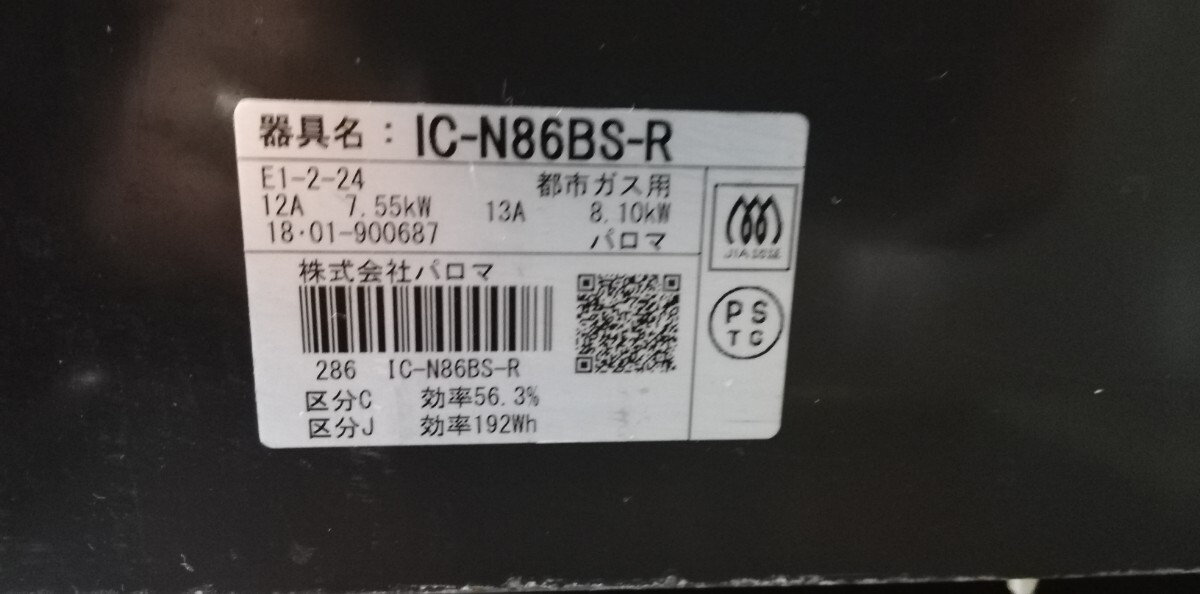 器具名 : IC-N86BS-R
E1-2-24 都市ガス用
12A 7.55kW 13A 8.10kW
18・01-900687 パロマ
株式会社パロマ
286 IC-N86BS-R
区分C 効率56.3%
区分J 効率192Wh
JIA
PS
TC